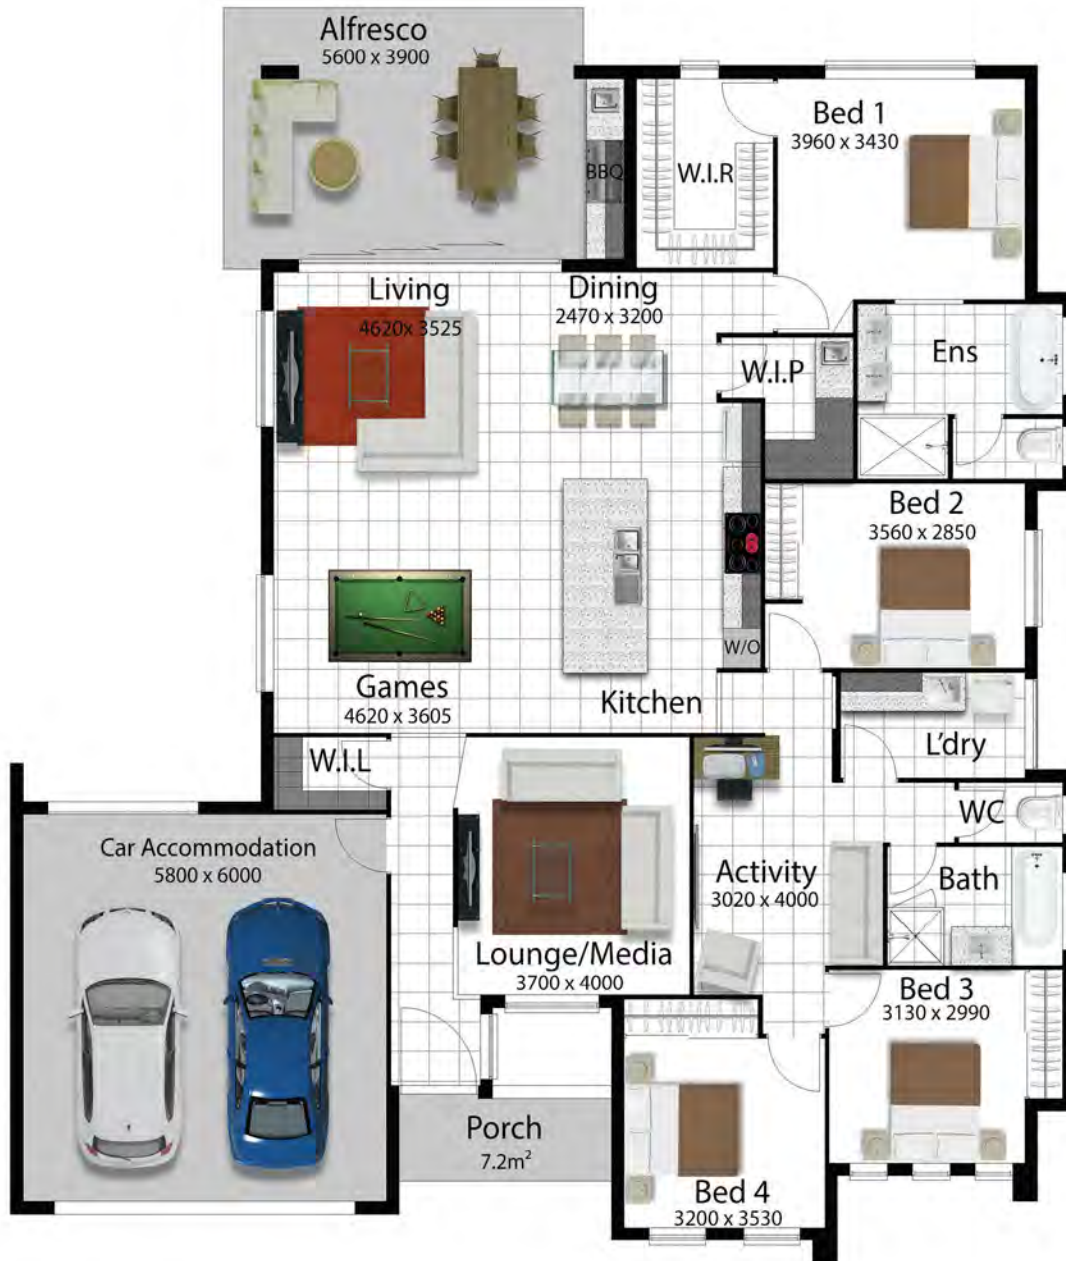 Alfresco
5600 x 3900
BBQ
W.I.R
Bed 1
3960 x 3430
Living
4620x 3525
Dining
2470 x 3200
W.I.P
Ens
Bed 2
3560 x 2850
W/O
Games
4620 x 3605
Kitchen
W.I.L
L'dry
WC
Car Accommodation
5800 x 6000
Activity
3020 x 4000
Bath
Lounge/Media
3700 x 4000
Bed 3
3130 x 2990
Porch
7.2m²
Bed 4
3200 x 3530